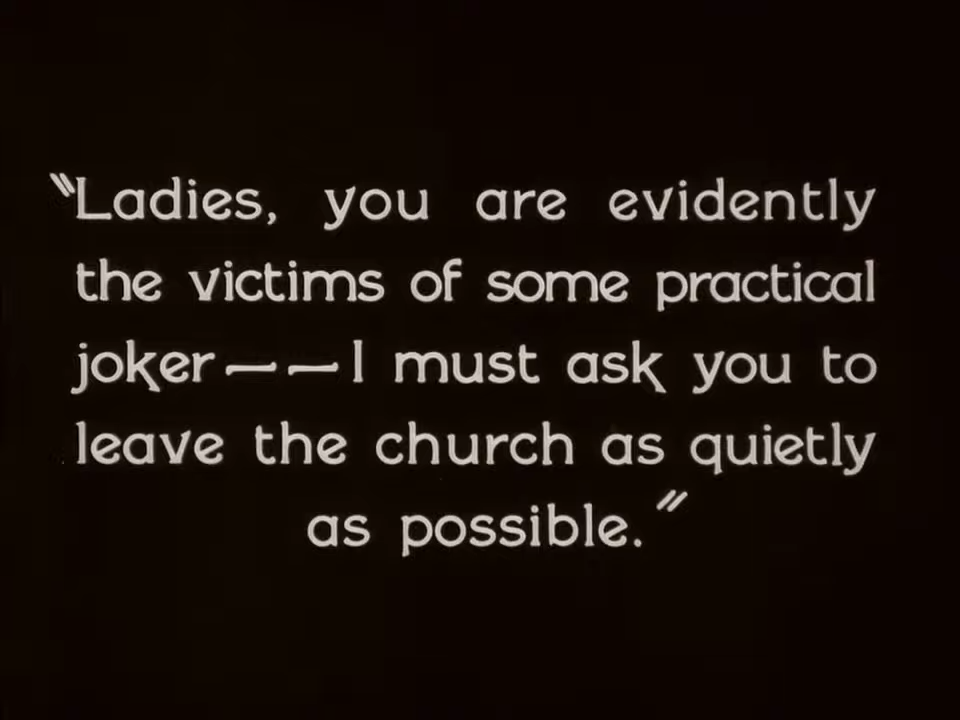 "Ladies, you are evidently
the victims of some practical
joker——I must ask you to
leave the church as quietly
as possible."